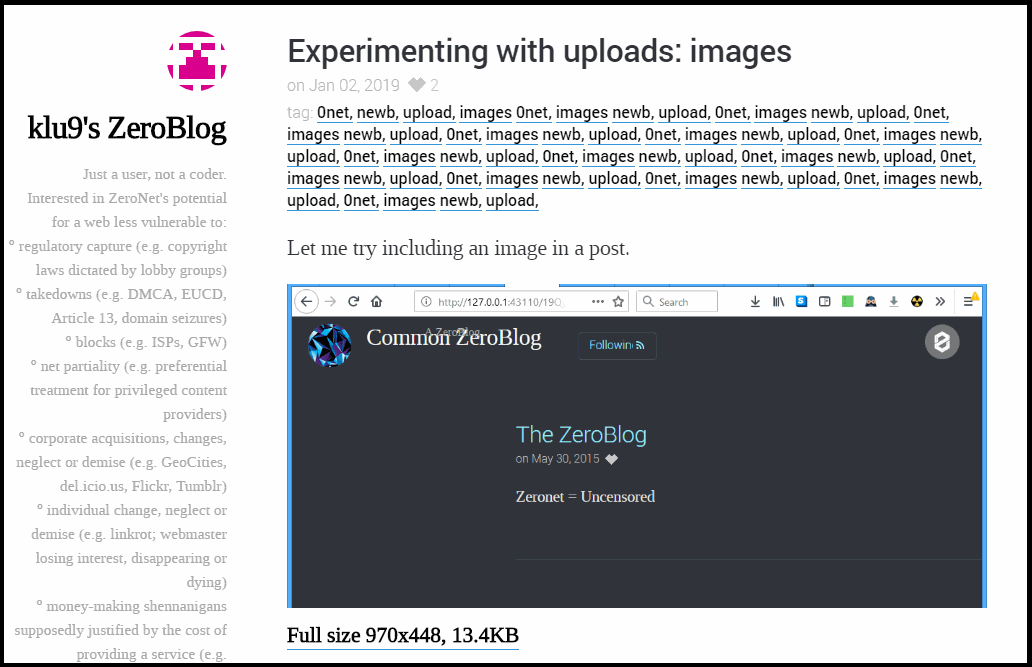 klu9's ZeroBlog
Just a user, not a coder.
Interested in ZeroNet's potential
for a web less vulnerable to:
° regulatory capture (e.g. copyright
laws dictated by lobby groups)
° takedowns (e.g. DMCA, EUCD,
Article 13, domain seizures)
° blocks (e.g. ISPs, GFW)
° net partiality (e.g. preferential
treatment for privileged content
providers)
° corporate acquisitions, changes,
neglect or demise (e.g. GeoCities,
del.icio.us, Flickr, Tumblr)
° individual change, neglect or
demise (e.g. linkrot; webmaster
losing interest, disappearing or
dying)
° money-making shennanigans
supposedly justified by the cost of
providing a service (e.g.
Experimenting with uploads: images
on Jan 02, 2019 2
tag: 0net, newb, upload, images 0net, images newb, upload, 0net, images newb, upload, 0net,
images newb, upload, 0net, images newb, upload, 0net, images newb, upload, 0net, images newb,
upload, 0net, images newb, upload, 0net, images newb, upload, 0net, images newb, upload, 0net,
images newb, upload, 0net, images newb, upload, 0net, images newb, upload, 0net, images newb,
upload, 0net, images newb, upload,
Let me try including an image in a post.
http://127.0.0.1:43110/19Q
Search
Common ZeroBlog
A ZeroBlog
Followin
The ZeroBlog
on May 30, 2015
Zeronet = Uncensored
Full size 970x448, 13.4KB